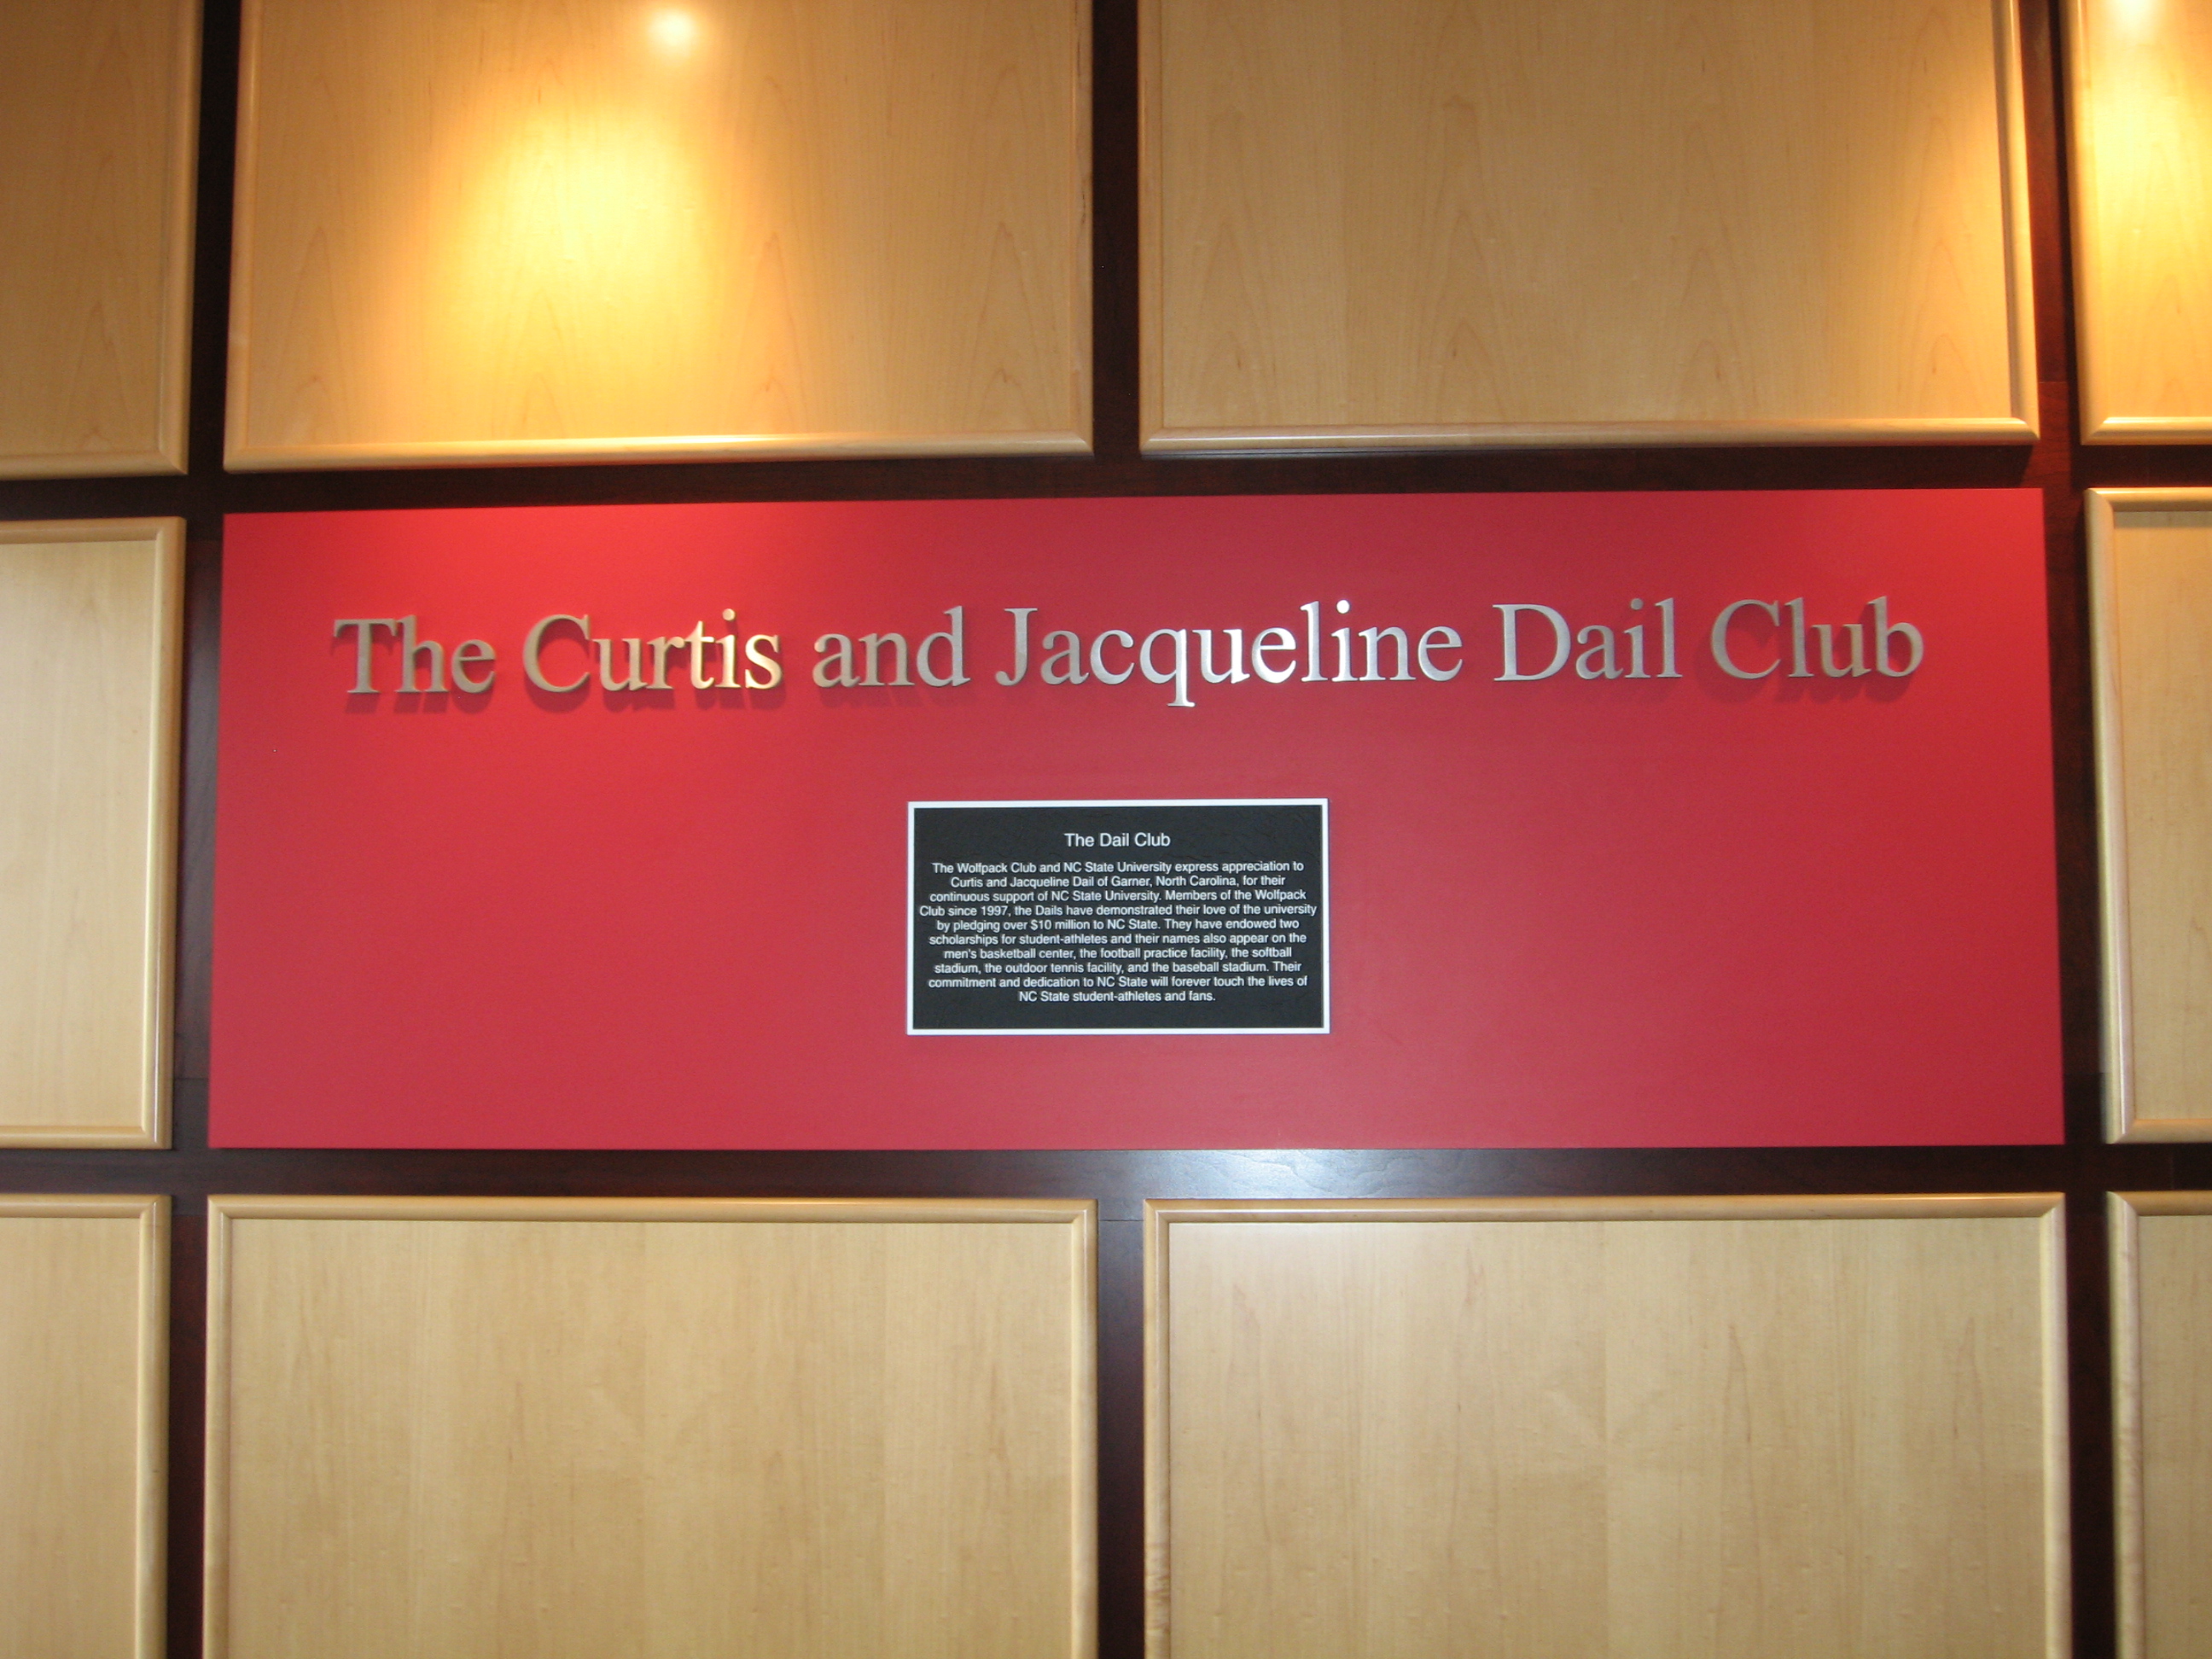 The Curtis and Jacqueline Dail Club
The Dail Club
The Wolfpack Club and NC State University express appreciation to
Curtis and Jacqueline Dail of Garner, North Carolina, for their
continuous support of NC State University. Members of the Wolfpack
Club since 1997, the Dails have demonstrated their love of the university
by pledging over $10 million to NC State. They have endowed two
scholarships for student-athletes and their names also appear on the
men's basketball center, the football practice facility, the softball
stadium, the outdoor tennis facility, and the baseball stadium. Their
commitment and dedication to NC State will forever touch the lives of
NC State student-athletes and fans.